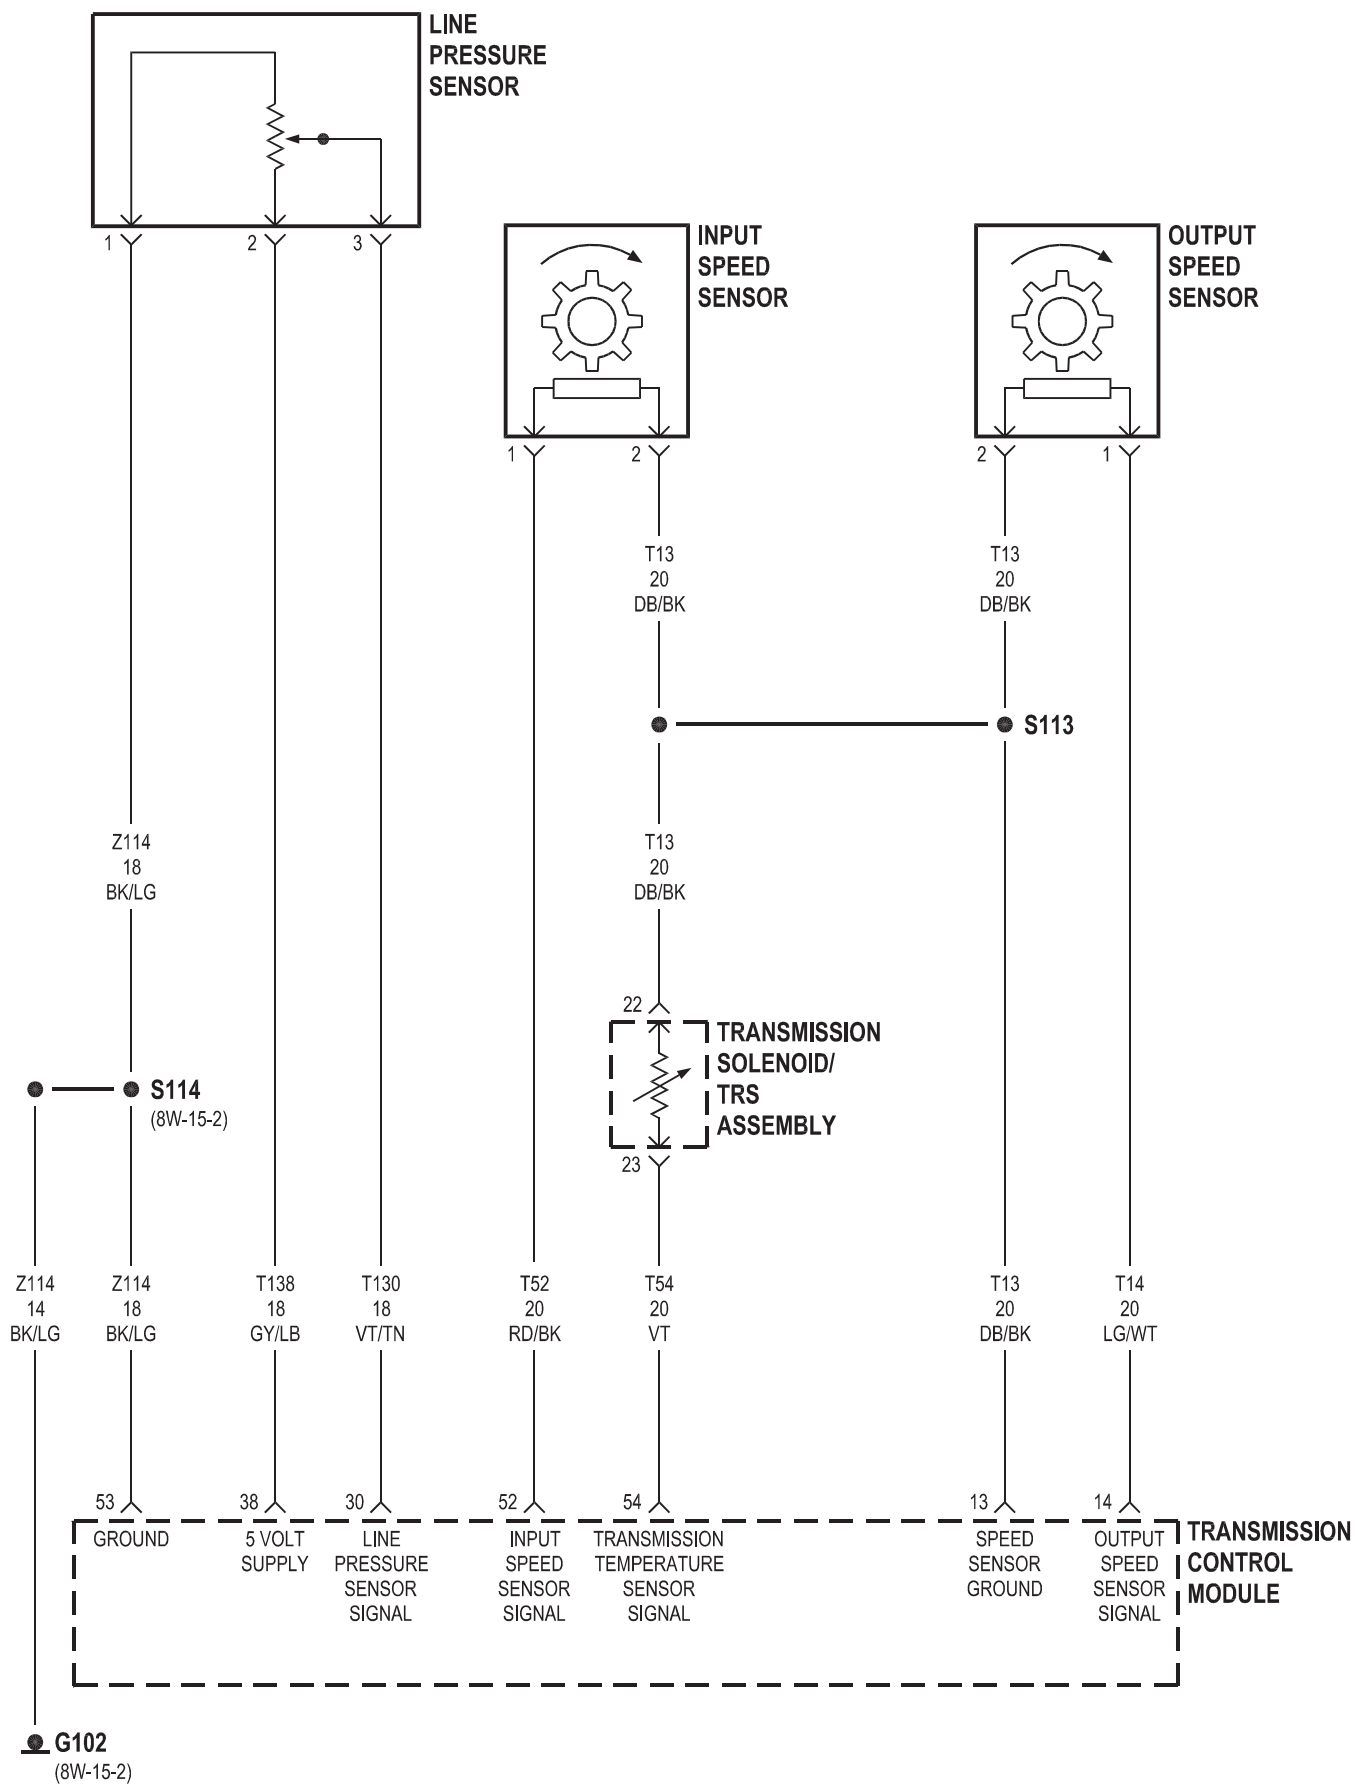 LINE
PRESSURE
SENSOR
1
2
3
INPUT
SPEED
SENSOR
OUTPUT
SPEED
SENSOR
1
2
2
1
T13
20
DB/BK
T13
20
DB/BK
S113
Z114
18
BK/LG
T13
20
DB/BK
22
TRANSMISSION
SOLENOID/
TRS
ASSEMBLY
23
S114
(8W-15-2)
Z114
14
BK/LG
Z114
18
BK/LG
T138
18
GY/LB
T130
18
VT/TN
T52
20
RD/BK
T54
20
VT
T13
20
DB/BK
T14
20
LG/WT
53
38
30
52
54
13
14
GROUND
5 VOLT
SUPPLY
LINE
PRESSURE
SENSOR
SIGNAL
INPUT
SPEED
SENSOR
SIGNAL
TRANSMISSION
TEMPERATURE
SENSOR
SIGNAL
SPEED
SENSOR
GROUND
OUTPUT
SPEED
SENSOR
SIGNAL
TRANSMISSION
CONTROL
MODULE
G102
(8W-15-2)